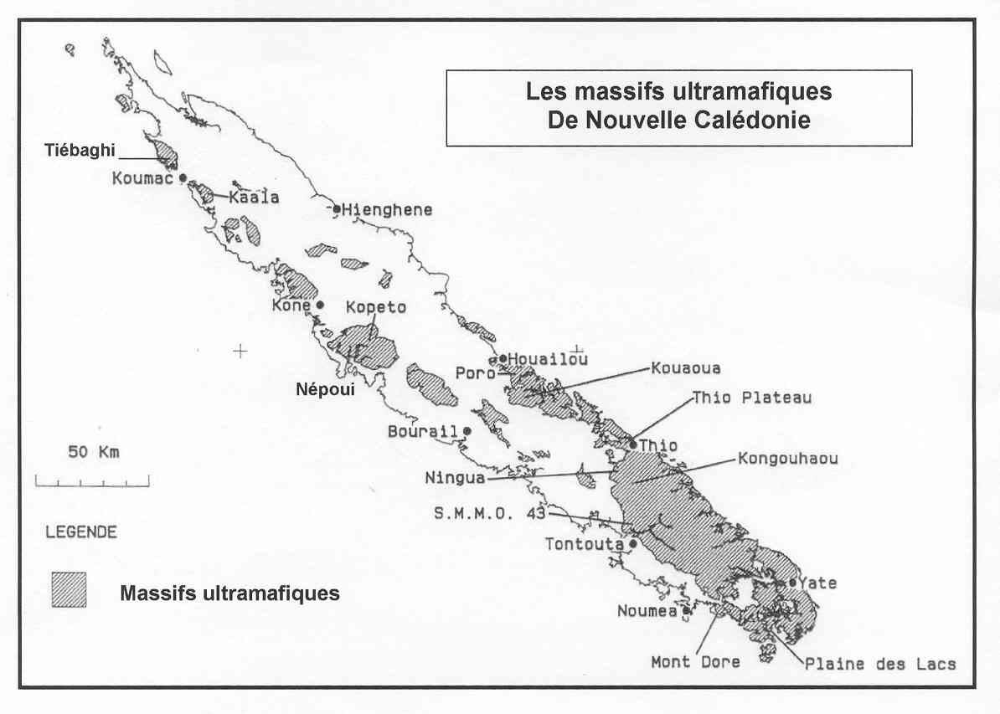 Les massifs ultramafiques
De Nouvelle Calédonie
Tiébaghi
Koumac
Kaala
Hienghene
Kone
Kopeto
Houailou
Poro
Kouaoua
Népoui
Thio Plateau
Bourail
Thio
50 Km
Kongouhaou
Ningua
S.M.M.O. 43
LEGENDE
Tontouta
Yate
Massifs ultramafiques
Noumea
Mont Dore
Plaine des Lacs